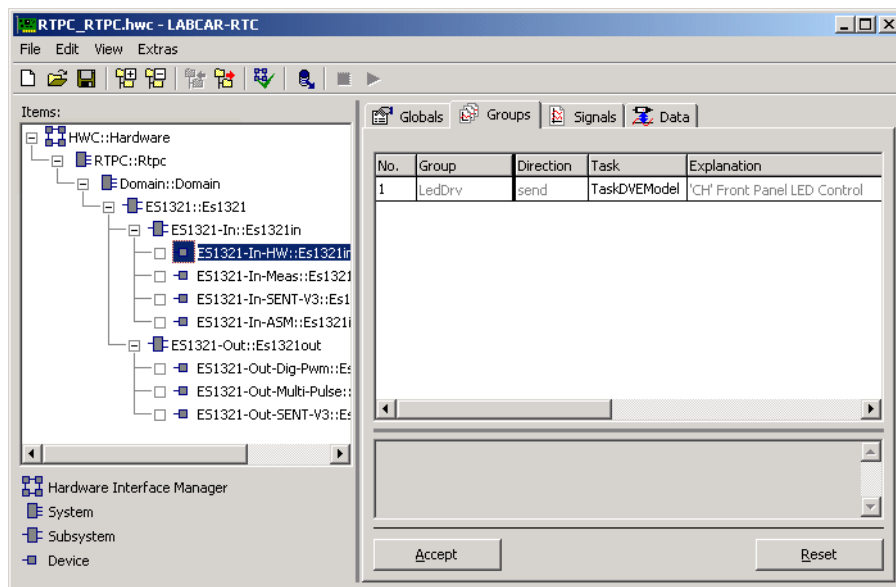 RTPC_RTPC.hwc - LABCAR-RTC
File Edit View Extras
Items:
HWC::Hardware
RTPC::Rtpc
Domain::Domain
ES1321::Es1321
ES1321-In::Es1321in
ES1321-In-HW::Es1321in
ES1321-In-Meas::Es1321
ES1321-In-SENT-V3::Es1
ES1321-In-ASM::Es1321i
ES1321-Out::Es1321out
ES1321-Out-Dig-Pwm::Es
ES1321-Out-Multi-Pulse::
ES1321-Out-SENT-V3::Es
Hardware Interface Manager
System
Subsystem
Device
Globals Groups Signals Data
No. Group Direction Task Explanation
1 LedDrv send TaskDVEModel 'CH' Front Panel LED Control
Accept Reset